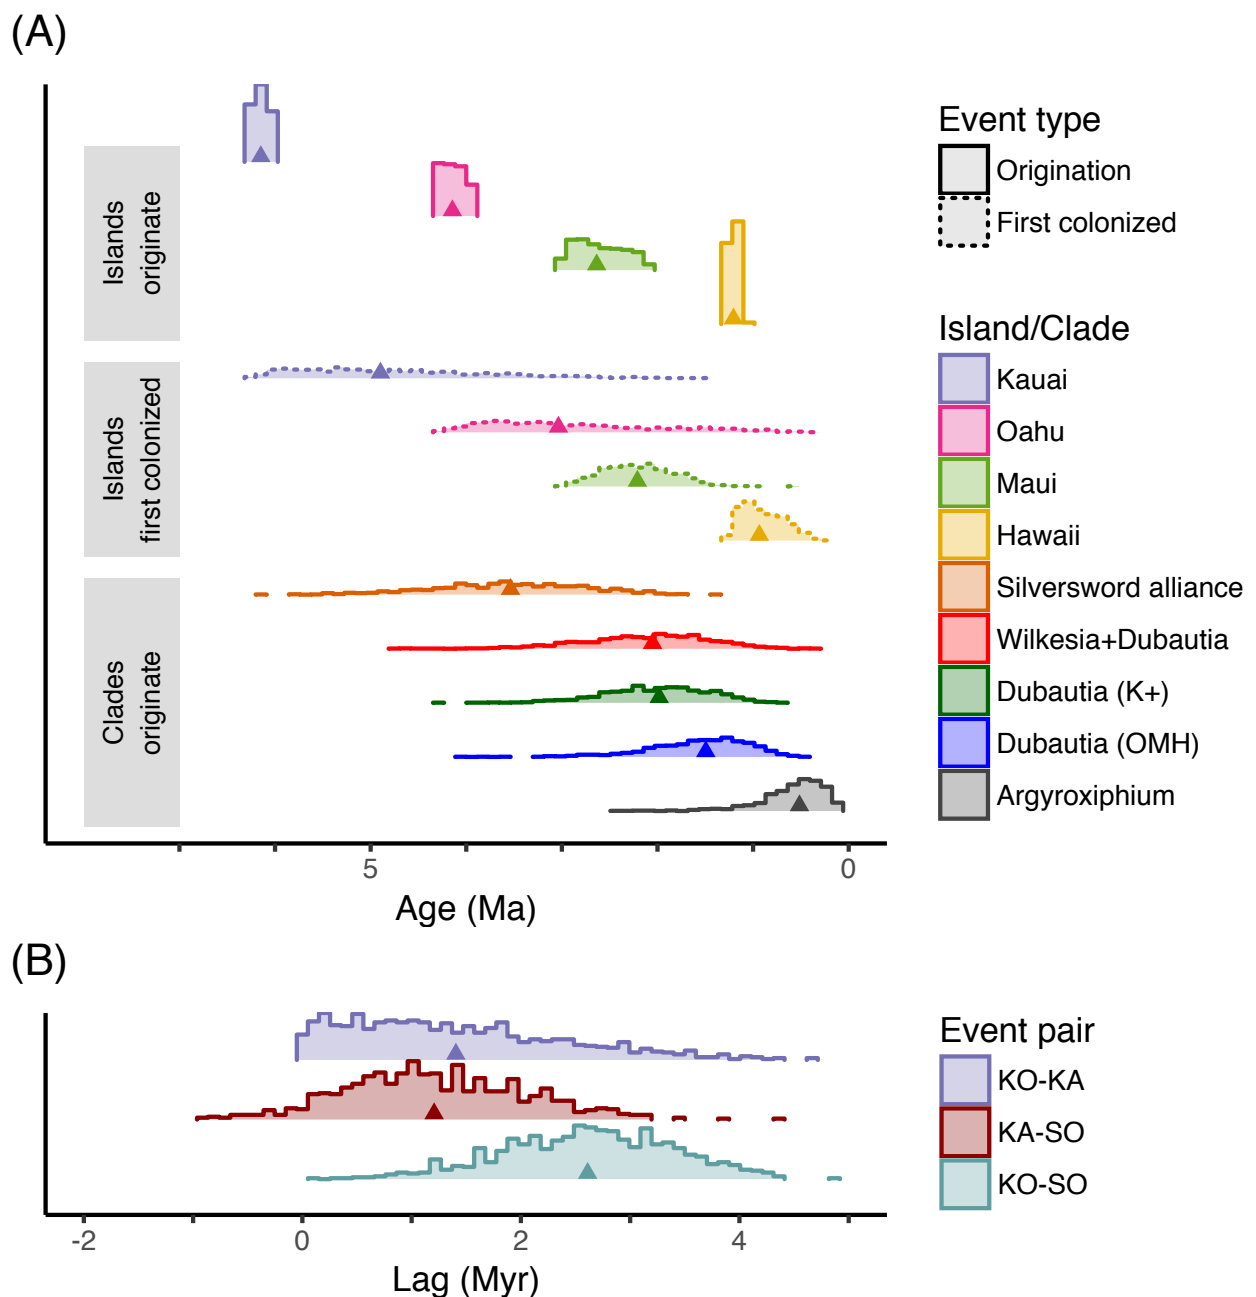 (A)
Islands
originate
Islands
first colonized
Clades
originate
5
0
Age (Ma)
Event type
Origination
First colonized
Island/Clade
Kauai
Oahu
Maui
Hawaii
Silversword alliance
Wilkesia+Dubautia
Dubautia (K+)
Dubautia (OMH)
Argyroxiphium
(B)
-2
0
2
4
Lag (Myr)
Event pair
KO-KA
KA-SO
KO-SO